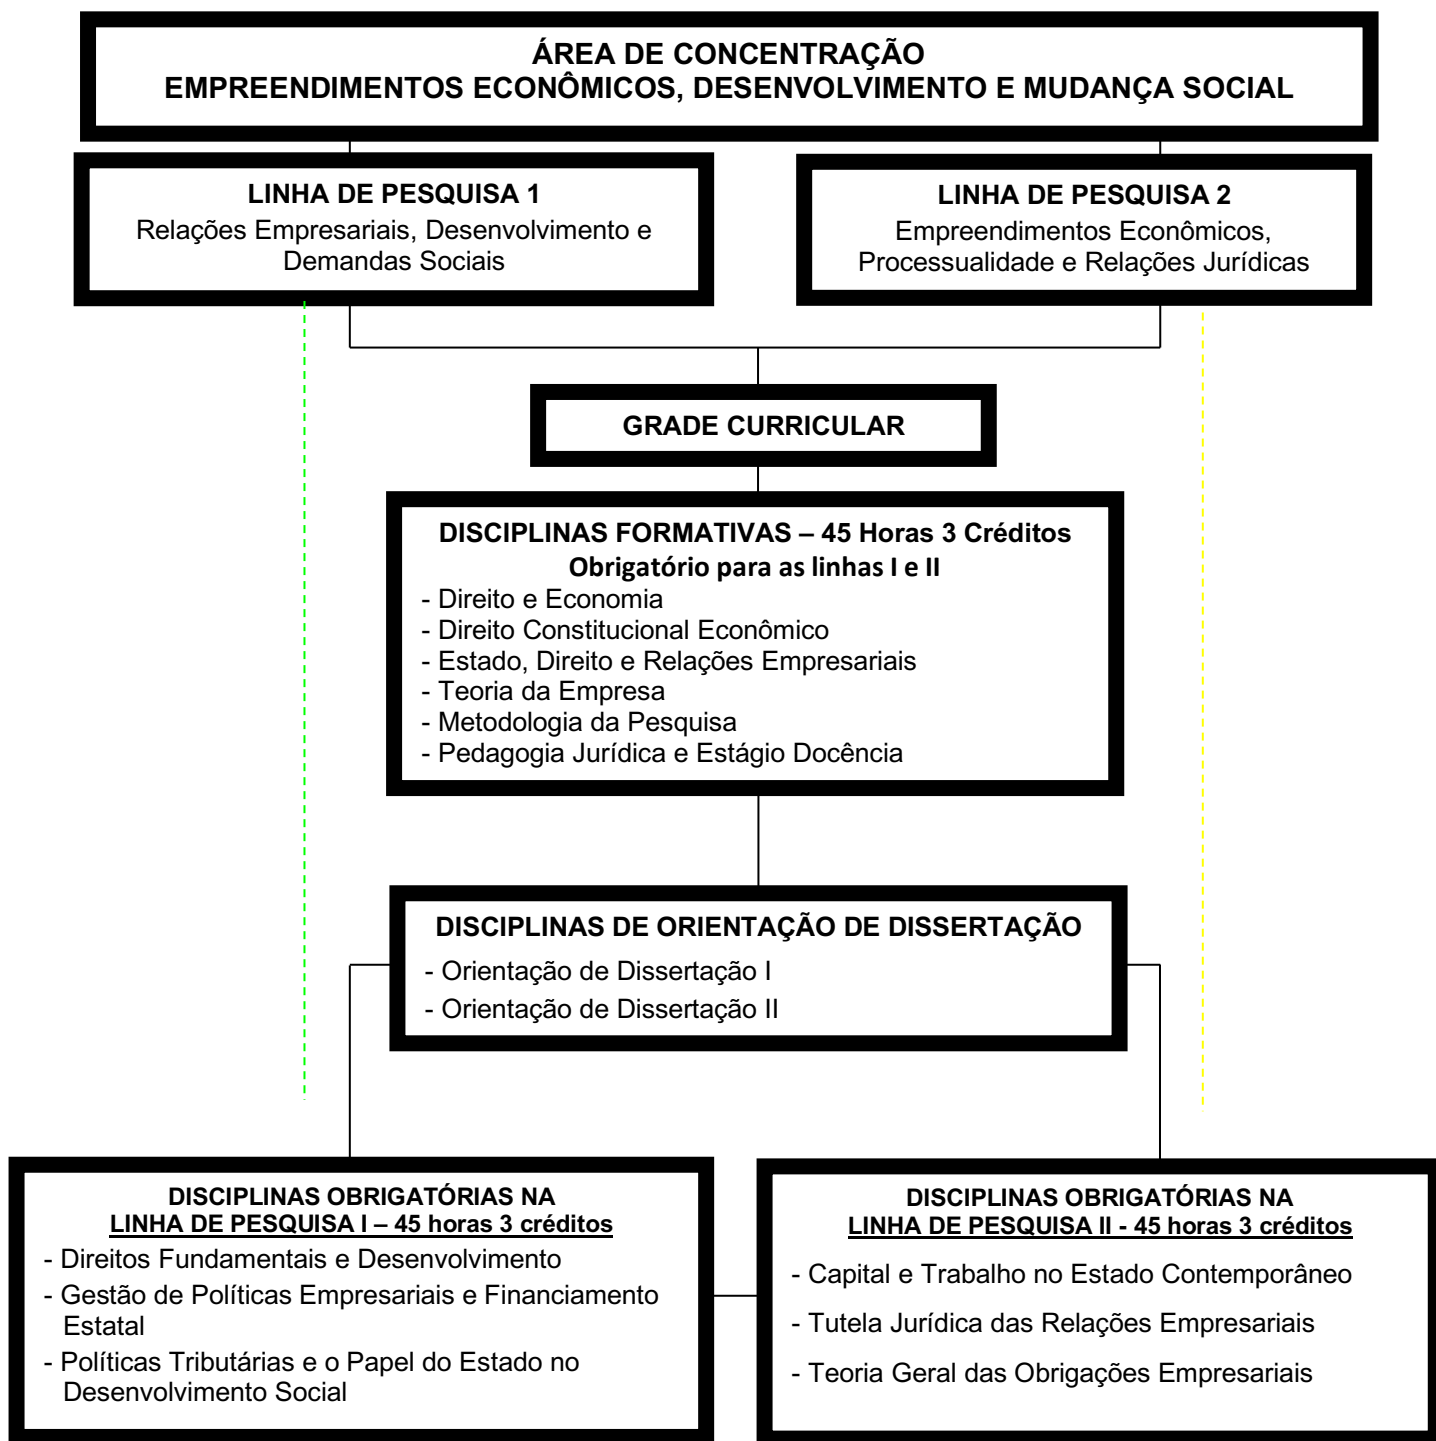 ÁREA DE CONCENTRAÇÃO
EMPREENDIMENTOS ECONÔMICOS, DESENVOLVIMENTO E MUDANÇA SOCIAL
LINHA DE PESQUISA 1
Relações Empresariais, Desenvolvimento e
Demandas Sociais
LINHA DE PESQUISA 2
Empreendimentos Econômicos,
Processualidade e Relações Jurídicas
GRADE CURRICULAR
DISCIPLINAS FORMATIVAS – 45 Horas 3 Créditos
Obrigatório para as linhas I e II
- Direito e Economia
- Direito Constitucional Econômico
- Estado, Direito e Relações Empresariais
- Teoria da Empresa
- Metodologia da Pesquisa
- Pedagogia Jurídica e Estágio Docência
DISCIPLINAS DE ORIENTAÇÃO DE DISSERTAÇÃO
- Orientação de Dissertação I
- Orientação de Dissertação II
DISCIPLINAS OBRIGATÓRIAS NA
LINHA DE PESQUISA I – 45 horas 3 créditos
- Direitos Fundamentais e Desenvolvimento
- Gestão de Políticas Empresariais e Financiamento
Estatal
- Políticas Tributárias e o Papel do Estado no
Desenvolvimento Social
DISCIPLINAS OBRIGATÓRIAS NA
LINHA DE PESQUISA II - 45 horas 3 créditos
- Capital e Trabalho no Estado Contemporâneo
- Tutela Jurídica das Relações Empresariais
- Teoria Geral das Obrigações Empresariais